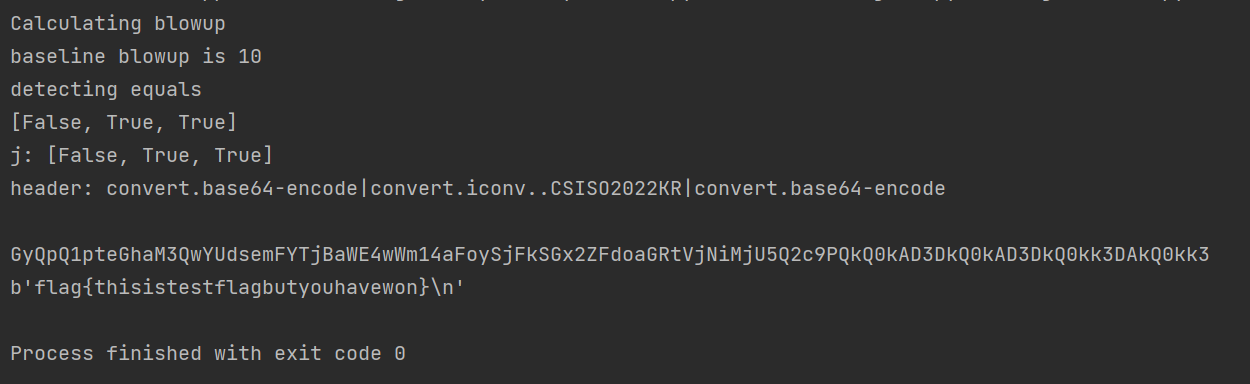 Calculating blowup
baseline blowup is 10
detecting equals
[False, True, True]
j: [False, True, True]
header: convert.base64-encode|convert.iconv..CSISO2022KR|convert.base64-encode
GyQpQ1pteGhaM3QwYUdsemFYTjBaWE4wWm14aFoySjFkSGx2ZFdoaGRtVjNiMjU5Q2c9PQkQ0kAD3DkQ0kAD3DkQ0kk3DAkQ0kk3
b'flag{thisistestflagbutyouhavewon}\n'
Process finished with exit code 0